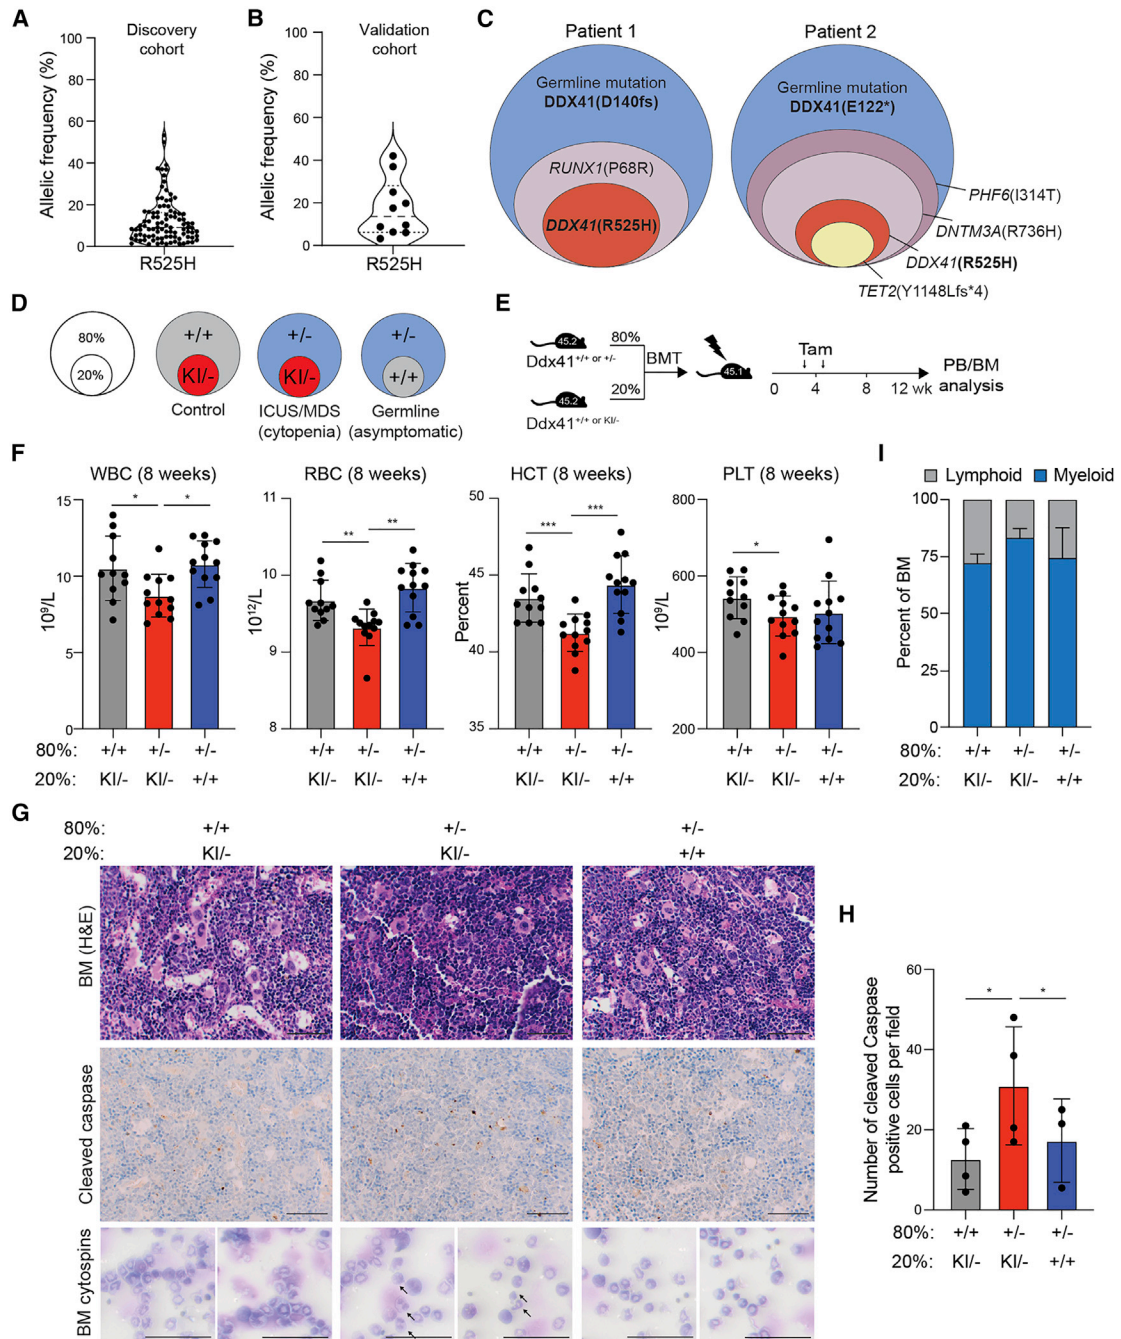 A
Discovery
cohort
Allelic frequency (%)
100
80
60
40
20
0
R525H
B
Validation
cohort
Allelic frequency (%)
100
80
60
40
20
0
R525H
C
Patient 1
Germline mutation
DDX41(D140fs)
RUNX1(P68R)
DDX41(R525H)
Patient 2
Germline mutation
DDX41(E122*)
PHF6(I314T)
DNTM3A(R736H)
DDX41(R525H)
TET2(Y1148Lfs*4)
D
80%
20%
+/+
KI/-
Control
+/-
KI/-
ICUS/MDS
(cytopenia)
+/-
+/+
Germline
(asymptomatic)
E
45.2
Ddx41+/+ or +/-
80%
45.2
Ddx41+/+ or KI/-
20%
BMT
45.1
Tam
0 4 8 12 wk
PB/BM
analysis
F
WBC (8 weeks)
10⁹/L
15
10
5
0
* *
RBC (8 weeks)
10¹²/L
11
10
9
8
** **
HCT (8 weeks)
Percent
50
45
40
35
*** ***
PLT (8 weeks)
10⁹/L
800
600
400
200
*
80%: +/+ +/- +/- +/+ +/- +/- +/+ +/- +/- +/+ +/- +/-
20%: KI/- KI/- +/+ KI/- KI/- +/+ KI/- KI/- +/+ KI/- KI/- +/+
I
Lymphoid Myeloid
Percent of BM
100
75
50
25
0
80%: +/+ +/- +/-
20%: KI/- KI/- +/+
G
80%: +/+ +/- +/-
20%: KI/- KI/- +/+
BM (H&E)
Cleaved caspase
BM cytospins
H
Number of cleaved Caspase
positive cells per field
60
40
20
0
* *
80%: +/+ +/- +/-
20%: KI/- KI/- +/+